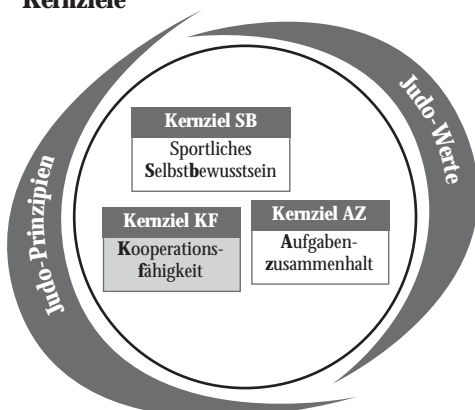 Kernziele
Judo-Werte
Kernziel SB
Sportliches
Selbstbewusstsein
Judo-Prinzipien
Kernziel KF
Kooperations-
fähigkeit
Kernziel AZ
Aufgaben-
zusammenhalt